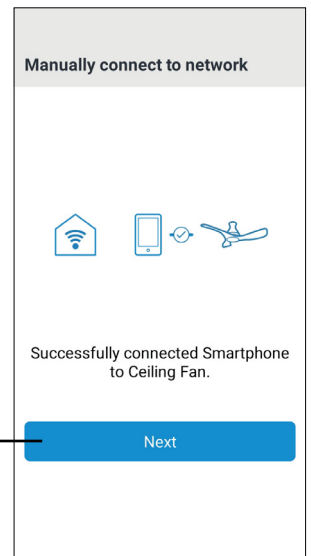 Manually connect to network
Successfully connected Smartphone
to Ceiling Fan.
Next